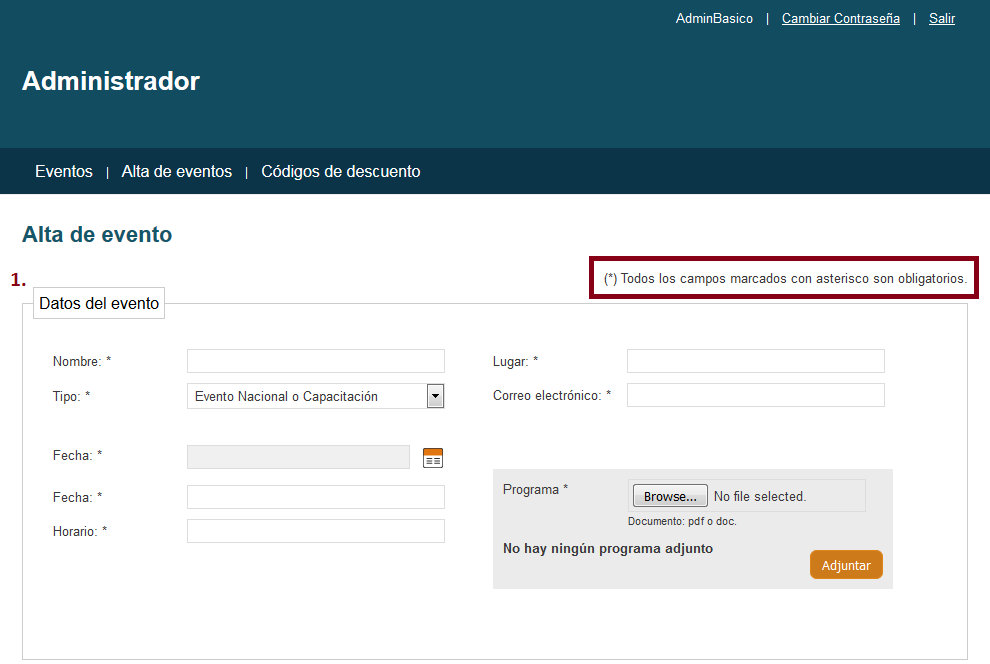 AdminBasico | Cambiar Contraseña | Salir
Administrador
Eventos | Alta de eventos | Códigos de descuento
Alta de evento
(*) Todos los campos marcados con asterisco son obligatorios.
1.
Datos del evento
Nombre: *
Lugar: *
Tipo: * Evento Nacional o Capacitación
Correo electrónico: *
Fecha: *
Fecha: *
Horario: *
Programa * Browse... No file selected.
Documento: pdf o doc.
No hay ningún programa adjunto
Adjuntar